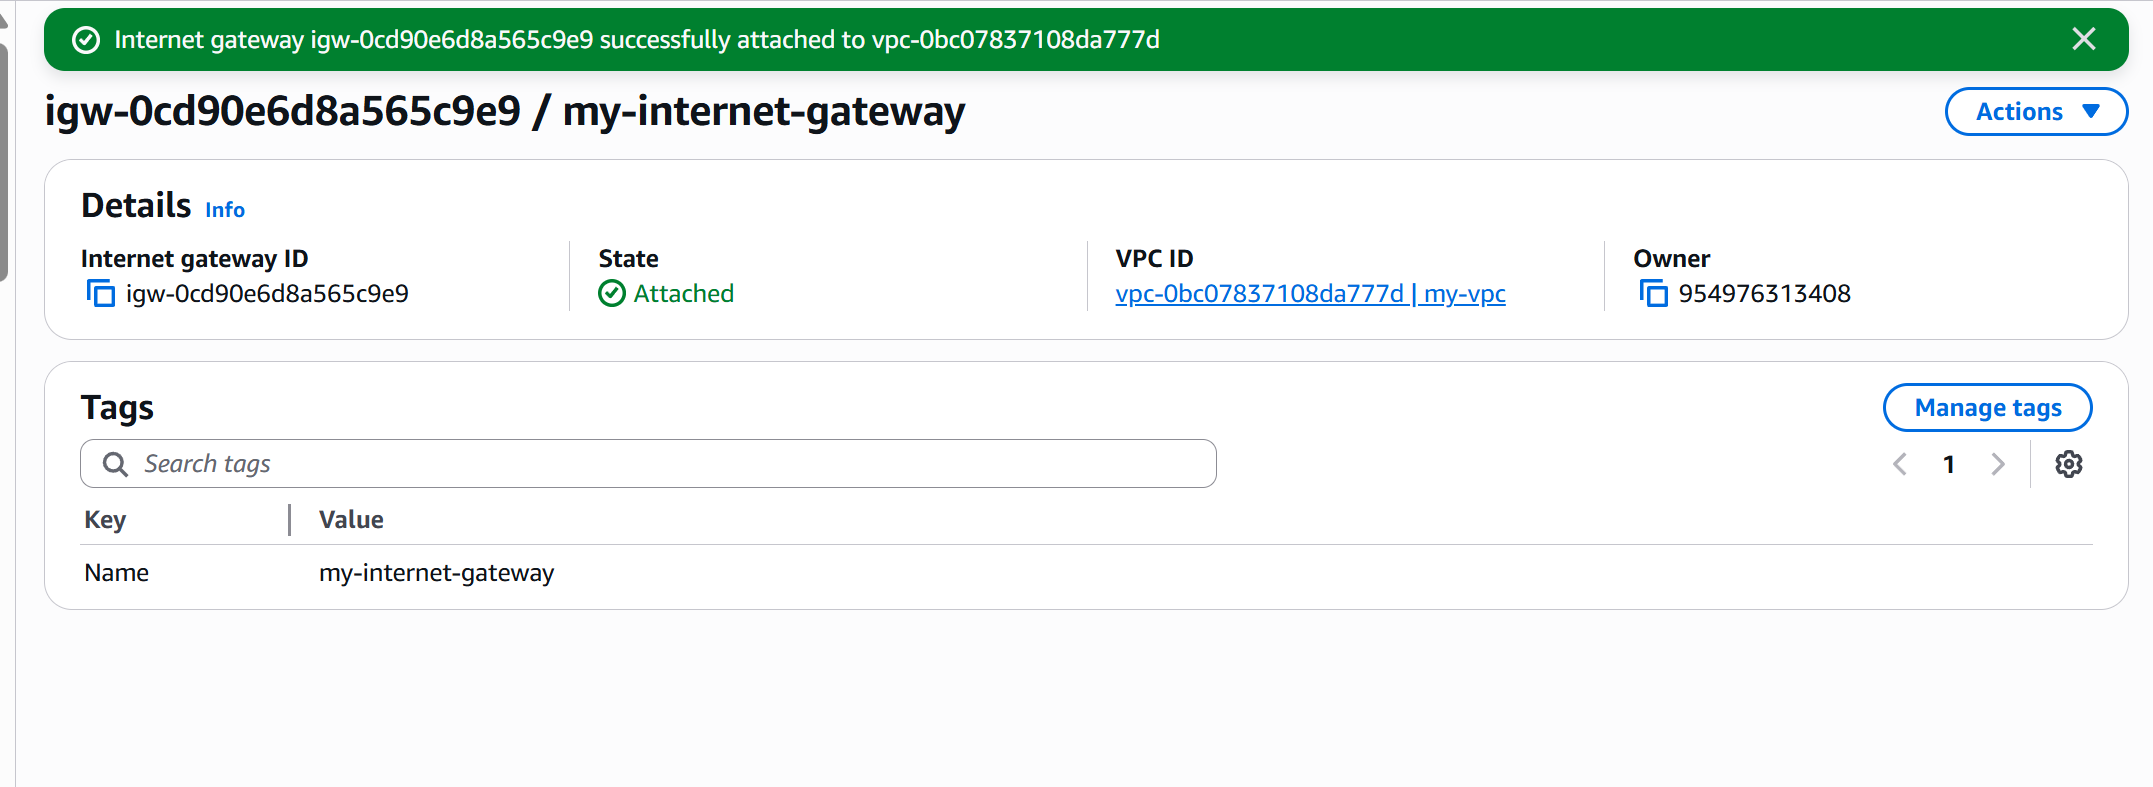 Internet gateway igw-0cd90e6d8a565c9e9 successfully attached to vpc-0bc07837108da777d
igw-0cd90e6d8a565c9e9 / my-internet-gateway
Actions
Details Info
Internet gateway ID
igw-0cd90e6d8a565c9e9
State
Attached
VPC ID
vpc-0bc07837108da777d | my-vpc
Owner
954976313408
Tags
Manage tags
Search tags
1
Key Value
Name my-internet-gateway